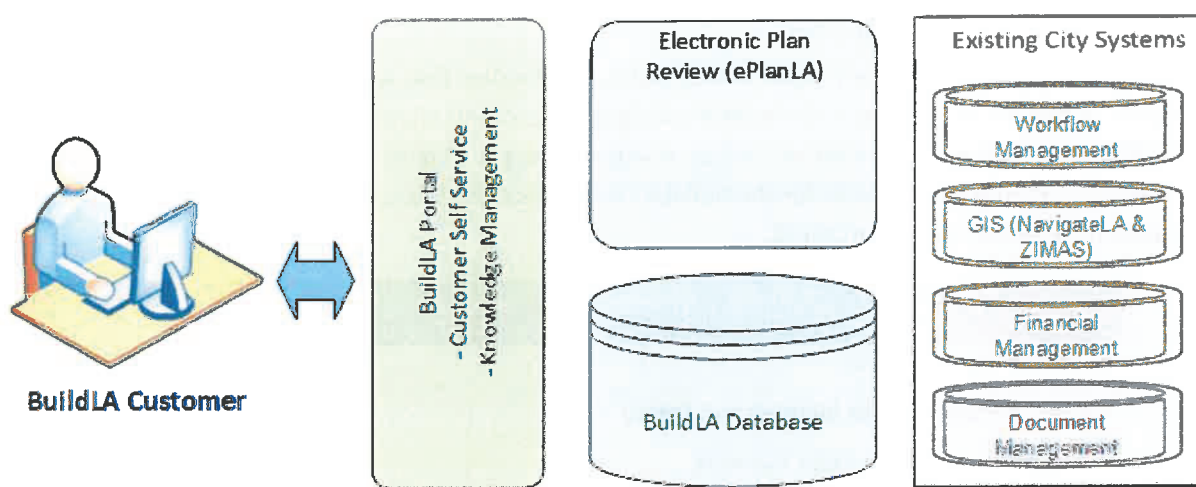 BuildLA Customer
BuildLA Portal
- Customer Self Service
- Knowledge Management
Electronic Plan
Review (ePlanLA)
BuildLA Database
Existing City Systems
Workflow
Management
GIS (NavigateLA &
ZIMAS)
Financial
Management
Document
Management